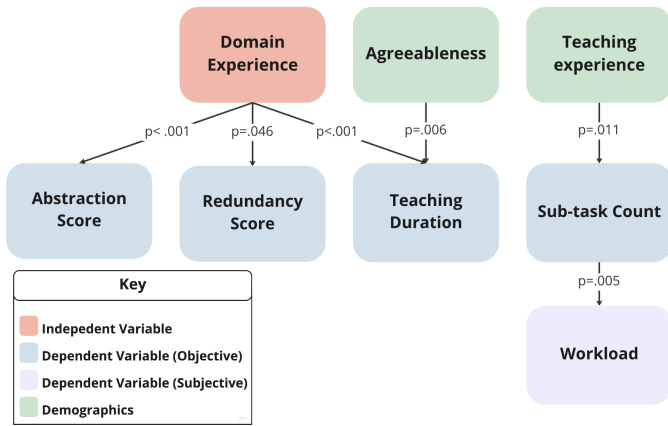 Domain
Experience
Agreeableness
Teaching
experience
p< .001
p=.046
p<.001
p=.006
p=.011
Abstraction
Score
Redundancy
Score
Teaching
Duration
Sub-task Count
p=.005
Workload
Key
Indepedent Variable
Dependent Variable (Objective)
Dependent Variable (Subjective)
Demographics